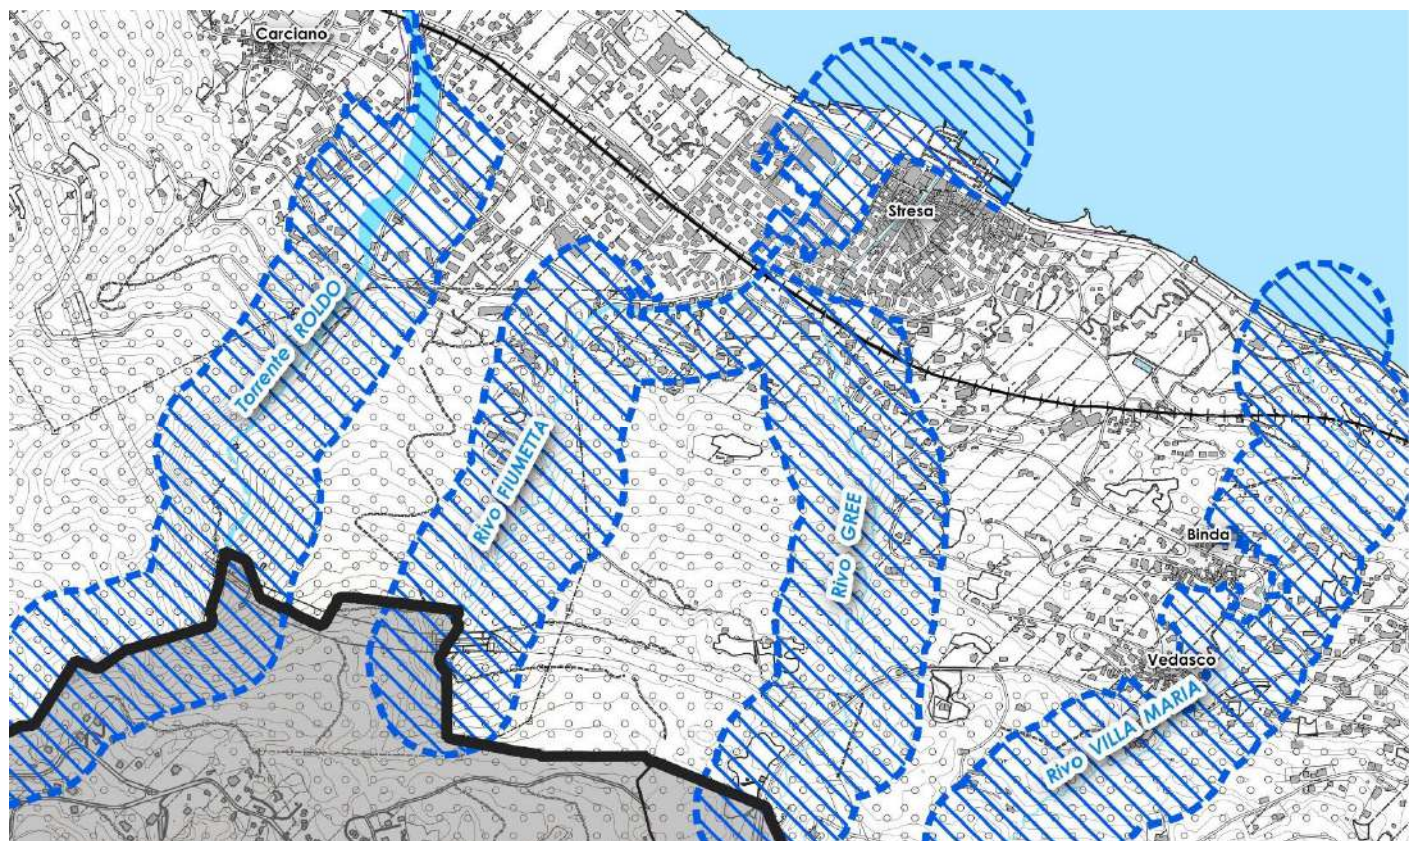 Carciano
Stresa
Torrente ROLDO
Rivo FIUMETTA
Rivo GREE
Binda
Vedasco
Rivo VILLA MARIA